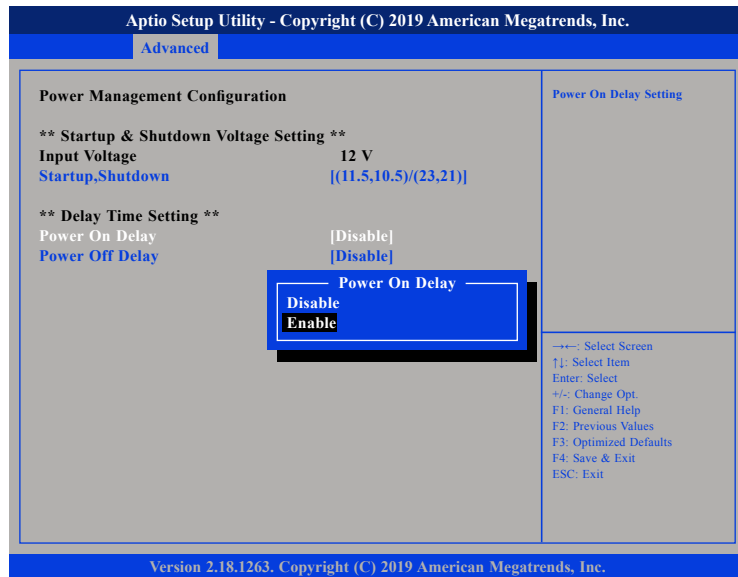 Aptio Setup Utility - Copyright (C) 2019 American Megatrends, Inc.
Advanced
Power Management Configuration
** Startup & Shutdown Voltage Setting **
Input Voltage 12 V
Startup,Shutdown [(11.5,10.5)/(23,21)]
** Delay Time Setting **
Power On Delay [Disable]
Power Off Delay [Disable]
Power On Delay
Disable
Enable
Power On Delay Setting
→←: Select Screen
↑↓: Select Item
Enter: Select
+/-: Change Opt.
F1: General Help
F2: Previous Values
F3: Optimized Defaults
F4: Save & Exit
ESC: Exit
Version 2.18.1263. Copyright (C) 2019 American Megatrends, Inc.